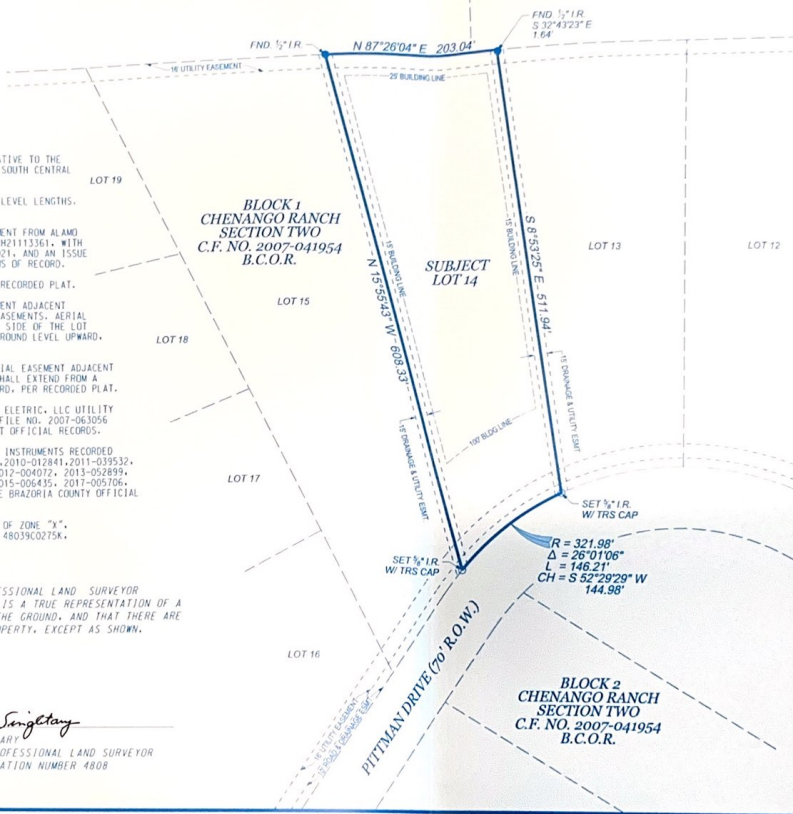 FND. ½" I.R.
N 87°26'04" E 203.04'
FND. ½" I.R.
S 32°43'23" E
1.64'
16' UTILITY EASEMENT
25' BUILDING LINE
TIVE TO THE
SOUTH CENTRAL
LEVEL LENGTHS.
ENT FROM ALAMO
H21113361, WITH
021, AND AN ISSUE
S OF RECORD.
RECORDED PLAT.
ENT ADJACENT
ASEMENTS. AERIAL
SIDE OF THE LOT
ROUND LEVEL UPWARD.
IAL EASEMENT ADJACENT
HALL EXTEND FROM A
RD. PER RECORDED PLAT.
ELETRIC, LLC UTILITY
FILE NO. 2007-063056
T OFFICIAL RECORDS.
INSTRUMENTS RECORDED
,2010-012841,2011-039532,
012-004072, 2013-052899,
015-006435, 2017-005706,
E BRAZORIA COUNTY OFFICIAL
OF ZONE "X",
48039C0275K.
ESSIONAL LAND SURVEYOR
IS A TRUE REPRESENTATION OF A
HE GROUND, AND THAT THERE ARE
PERTY, EXCEPT AS SHOWN.
Singletary
ARY
OFESSIONAL LAND SURVEYOR
ATION NUMBER 4808
LOT 19
LOT 18
LOT 17
LOT 16
BLOCK 1
CHENANGO RANCH
SECTION TWO
C.F. NO. 2007-041954
B.C.O.R.
LOT 15
15' BUILDING LINE
N 15°55'43" W 608.33'
15' DRAINAGE & UTILITY ESMT
SUBJECT
LOT 14
15' BUILDING LINE
S 8°53'25" E - 511.94'
15' DRAINAGE & UTILITY ESMT
100' BLDG LINE
LOT 13
LOT 12
SET ⅝" I.R.
W/ TRS CAP
SET ⅝" I.R.
W/ TRS CAP
R = 321.98'
Δ = 26°01'06"
L = 146.21'
CH = S 52°29'29" W
144.98'
PITTMAN DRIVE (70' R.O.W.)
16' UTILITY EASEMENT
15' ROAD & DRAINAGE ESMT
BLOCK 2
CHENANGO RANCH
SECTION TWO
C.F. NO. 2007-041954
B.C.O.R.